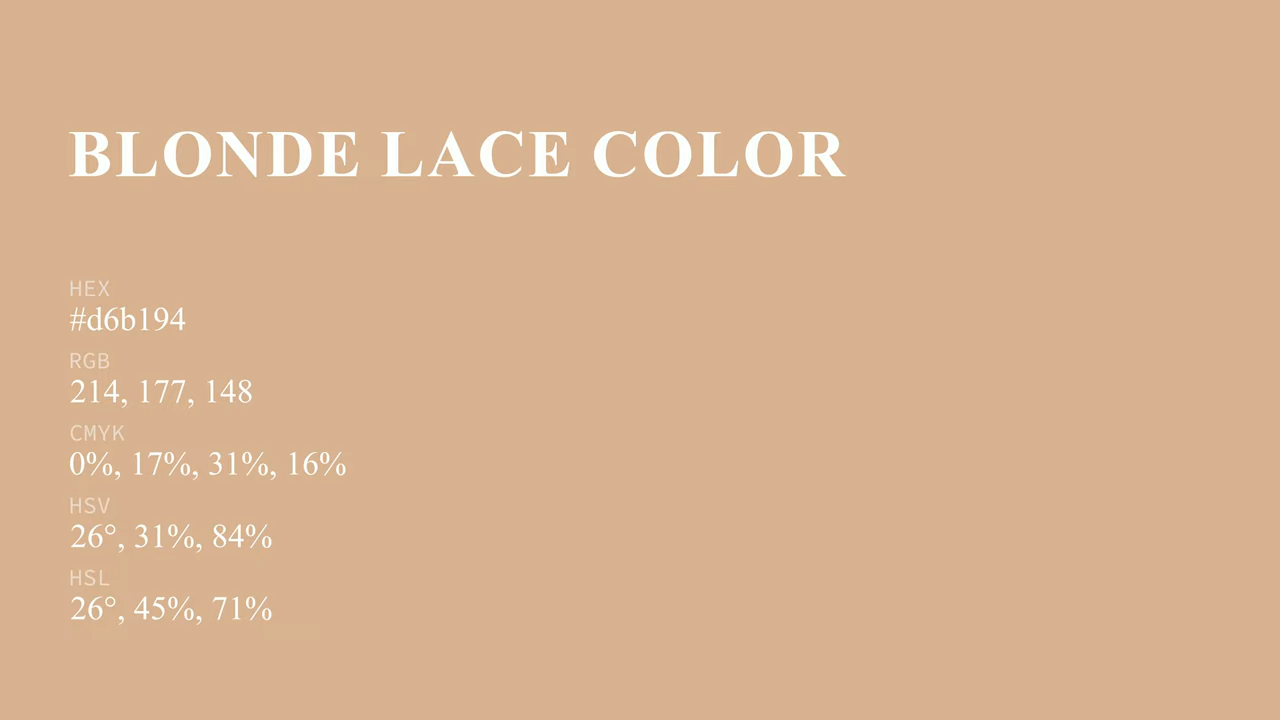 BLONDE LACE COLOR
HEX
#d6b194
RGB
214, 177, 148
CMYK
0%, 17%, 31%, 16%
HSV
26°, 31%, 84%
HSL
26°, 45%, 71%